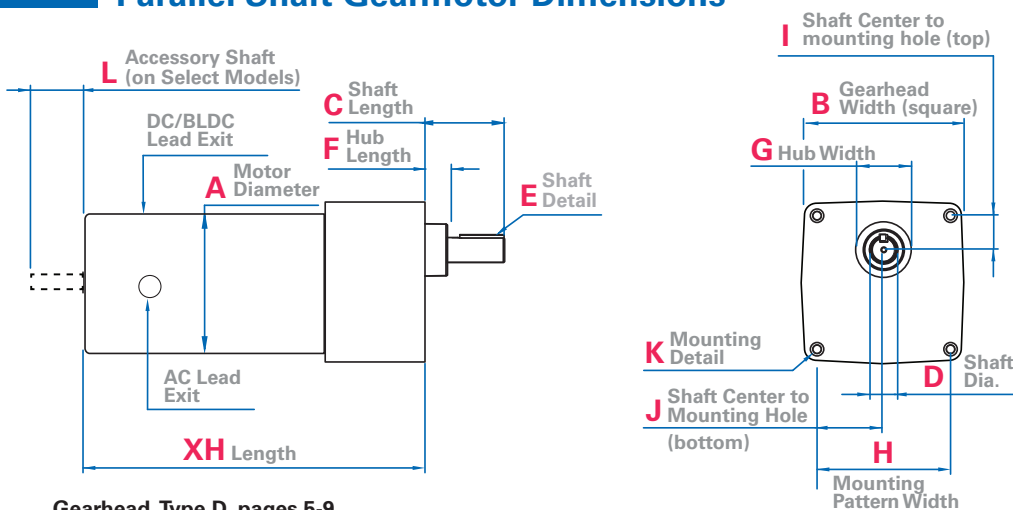 Parallel Shaft Gearmotor Dimensions
L Accessory Shaft
(on Select Models)
C Shaft
Length
F Hub
Length
DC/BLDC
Lead Exit
A Motor
Diameter
E Shaft
Detail
AC Lead
Exit
XH Length
I Shaft Center to
mounting hole (top)
B Gearhead
Width (square)
G Hub Width
K Mounting
Detail
D Shaft
Dia.
J Shaft Center to
Mounting Hole
(bottom)
H
Mounting
Pattern Width
Gearhead Type D, pages 5-9